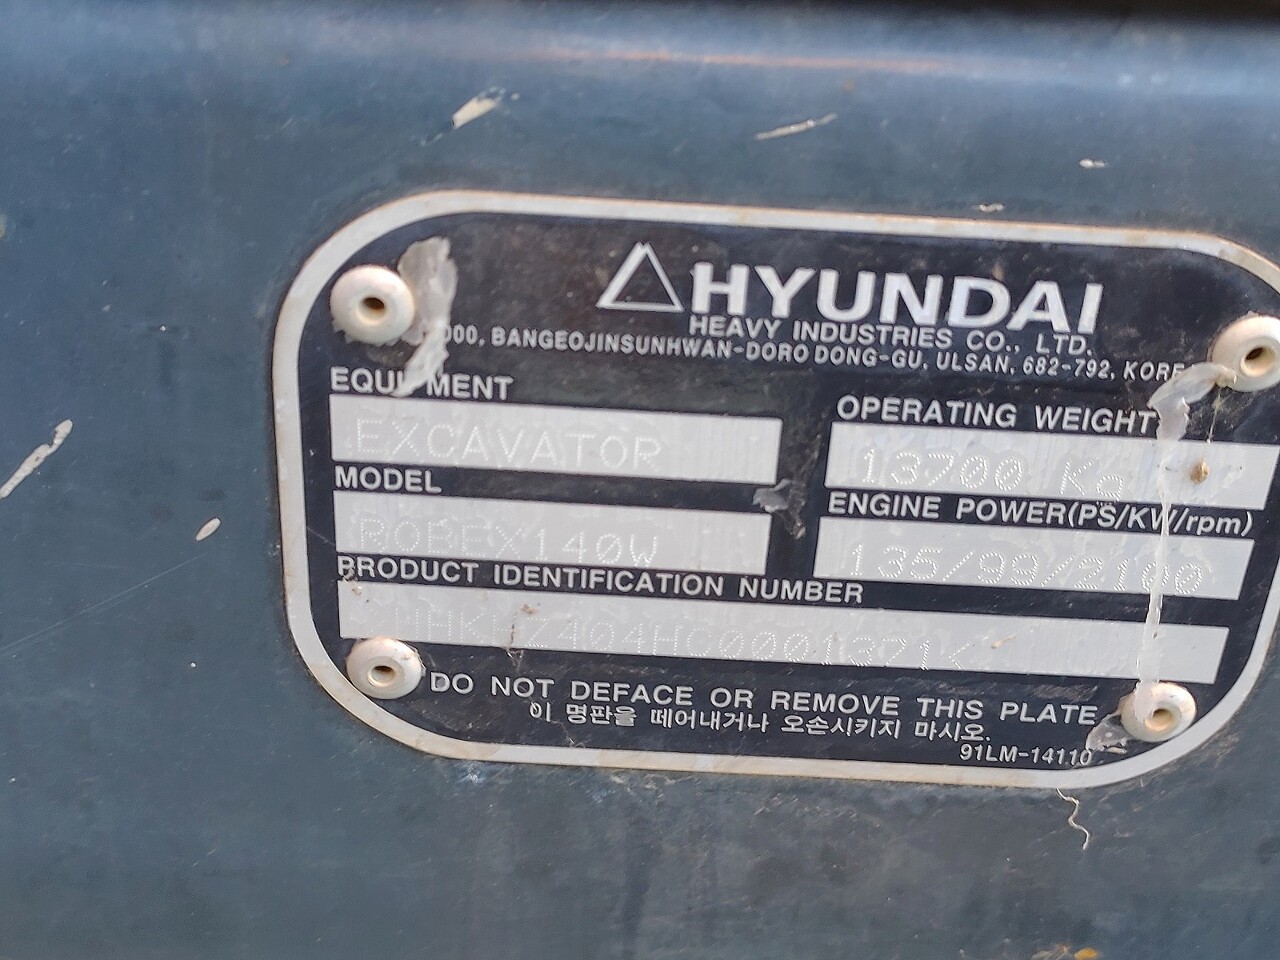 HYUNDAI
HEAVY INDUSTRIES CO., LTD.
BANGEOJINSUNHWAN-DORO DONG-GU, ULSAN, 682-792,
EQUIPMENT
EXCAVATOR
OPERATING WEIGHT
13700 Kg
MODEL
ROBEX140W
ENGINE POWER(PS/KW/rpm)
135/99/2100
PRODUCT IDENTIFICATION NUMBER
DO NOT DEFACE OR REMOVE THIS PLATE
이 명판을 떼어내거나 오손시키지 마시오.
91LM-14110